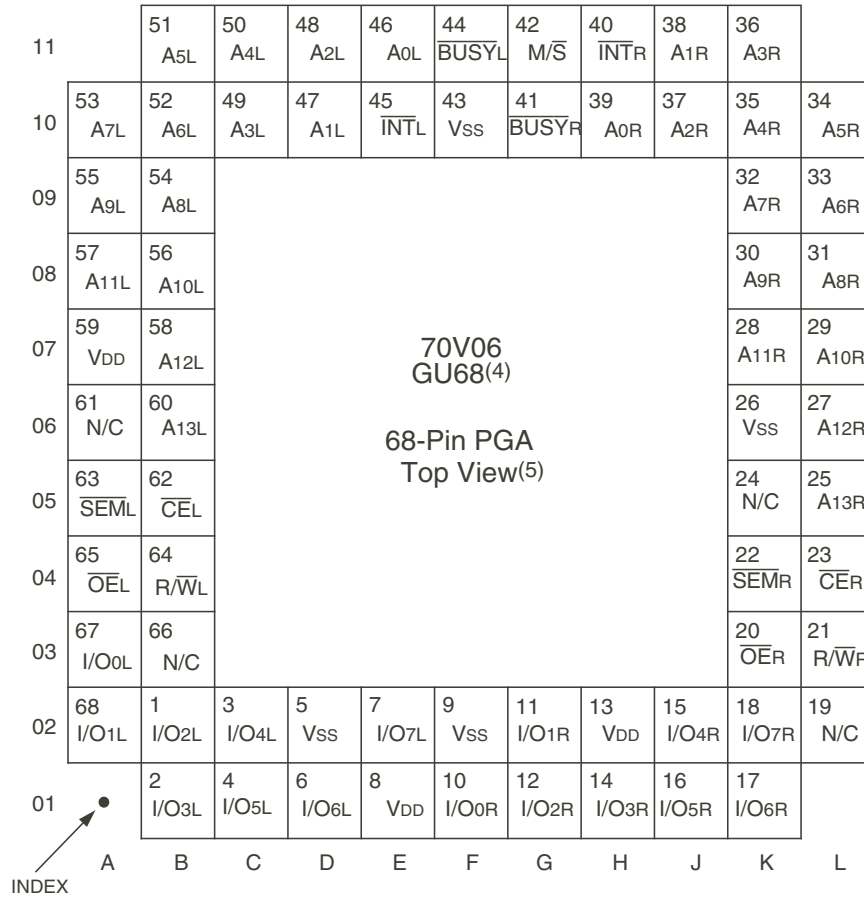 11 51 50 48 46 44 42 40 38 36
A5L A4L A2L A0L BUSYL M/S INTR A1R A3R
10 53 52 49 47 45 43 41 39 37 35 34
A7L A6L A3L A1L INTL VSS BUSYR A0R A2R A4R A5R
09 55 54 32 33
A9L A8L A7R A6R
08 57 56 30 31
A11L A10L A9R A8R
07 59 58 28 29
VDD A12L A11R A10R
70V06
GU68(4)
06 61 60 26 27
N/C A13L VSS A12R
68-Pin PGA
Top View(5)
05 63 62 24 25
SEML CEL N/C A13R
04 65 64 22 23
OEL R/WL SEMR CER
03 67 66 20 21
I/O0L N/C OER R/WR
02 68 1 3 5 7 9 11 13 15 18 19
I/O1L I/O2L I/O4L VSS I/O7L VSS I/O1R VDD I/O4R I/O7R N/C
01 2 4 6 8 10 12 14 16 17
I/O3L I/O5L I/O6L VDD I/O0R I/O2R I/O3R I/O5R I/O6R
A B C D E F G H J K L
INDEX